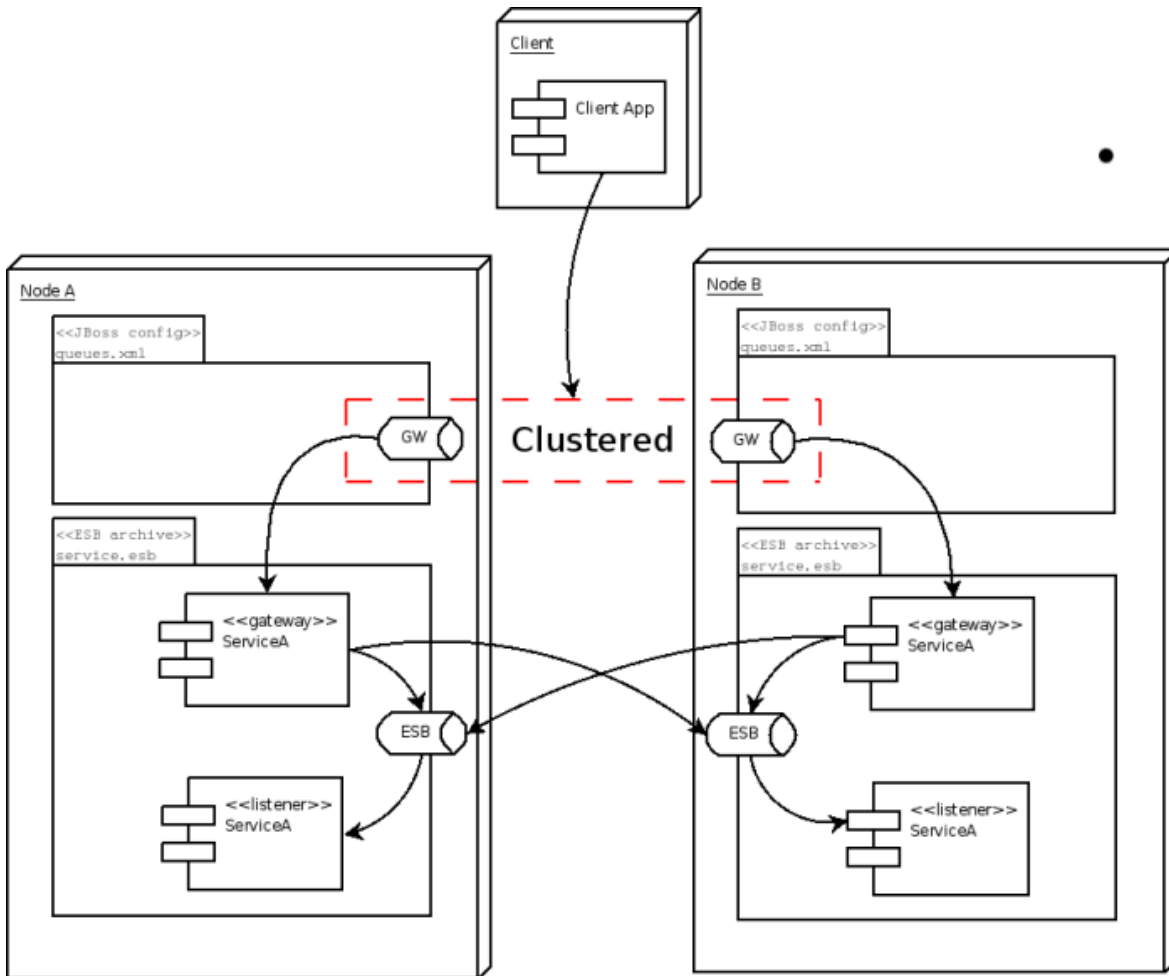 Client
Client App
Node A
<<JBoss config>>
queues.xml
GW
Clustered
<<ESB archive>>
service.esb
<<gateway>>
ServiceA
ESB
<<listener>>
ServiceA
Node B
<<JBoss config>>
queues.xml
GW
<<ESB archive>>
service.esb
<<gateway>>
ServiceA
ESB
<<listener>>
ServiceA